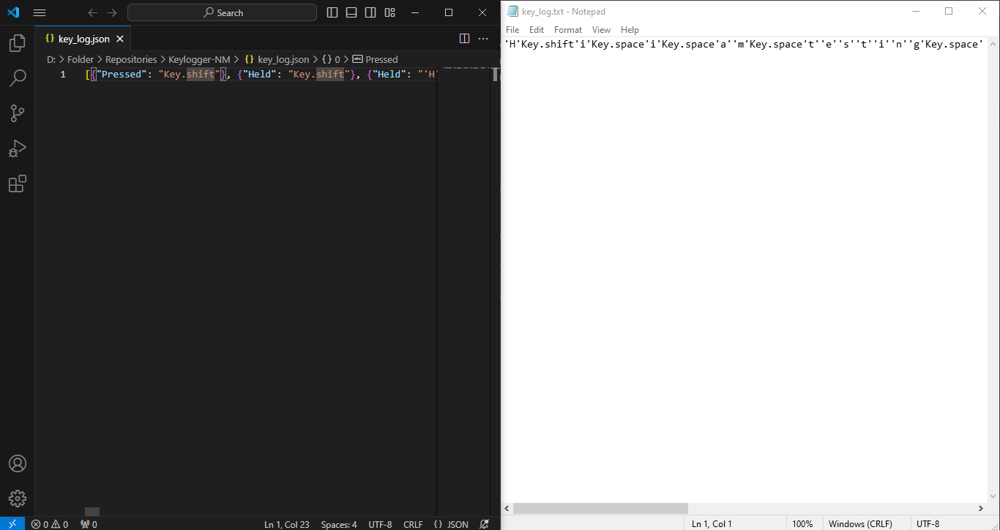 Search
key_log.json
D: > Folder > Repositories > Keylogger-NM > {} key_log.json > {} 0 > Pressed
1 [{"Pressed": "Key.shift"}, {"Held": "Key.shift"}, {"Held": "'H'
0 0 0 Ln 1, Col 23 Spaces: 4 UTF-8 CRLF {} JSON
key_log.txt - Notepad
File Edit Format View Help
'H'Key.shift'i'Key.space'i'Key.space'a''m'Key.space't''e''s''t''i''n''g'Key.space'
Ln 1, Col 1 100% Windows (CRLF) UTF-8